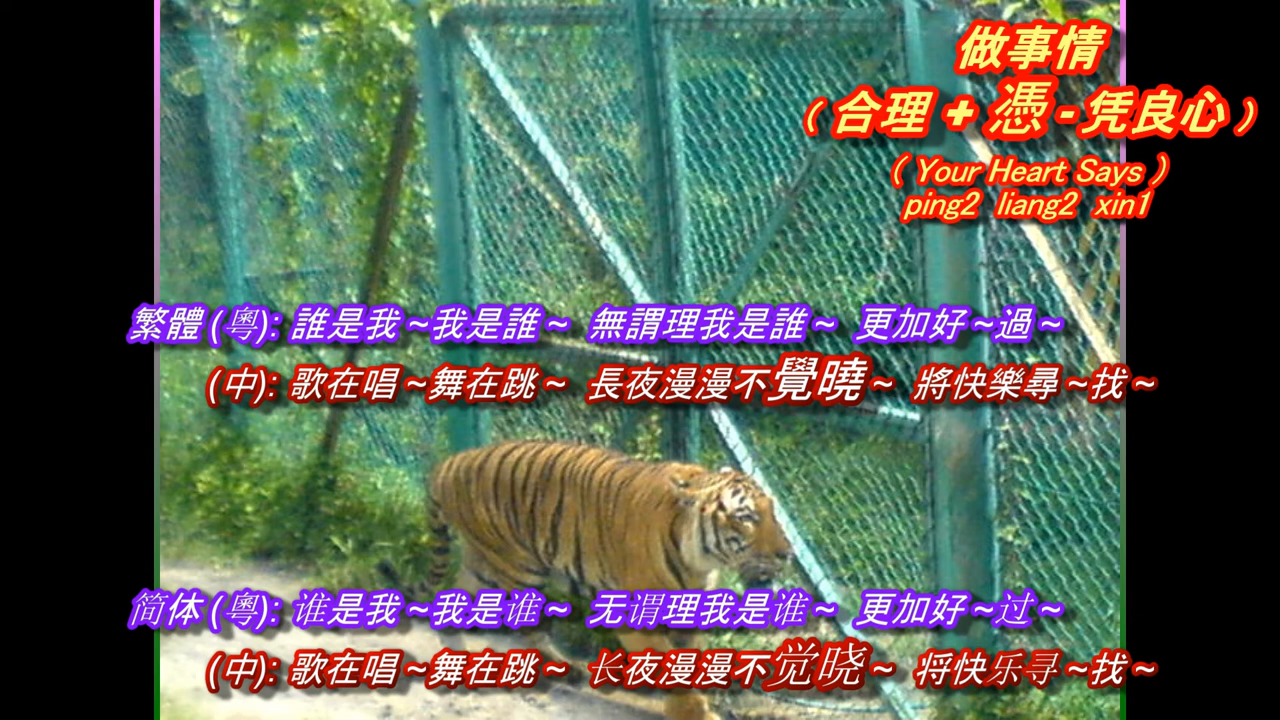 做事情
( 合理 + 憑 - 凭良心 )
( Your Heart Says )
ping2 liang2 xin1
繁體 (粵): 誰是我 ~我是誰 ~ 無謂理我是誰 ~ 更加好 ~過 ~
(中): 歌在唱 ~舞在跳 ~ 長夜漫漫不覺曉 ~ 將快樂尋 ~找 ~
简体 (粵): 谁是我 ~我是谁 ~ 无谓理我是谁 ~ 更加好 ~过 ~
(中): 歌在唱 ~舞在跳 ~ 长夜漫漫不觉晓 ~ 将快乐寻 ~找 ~